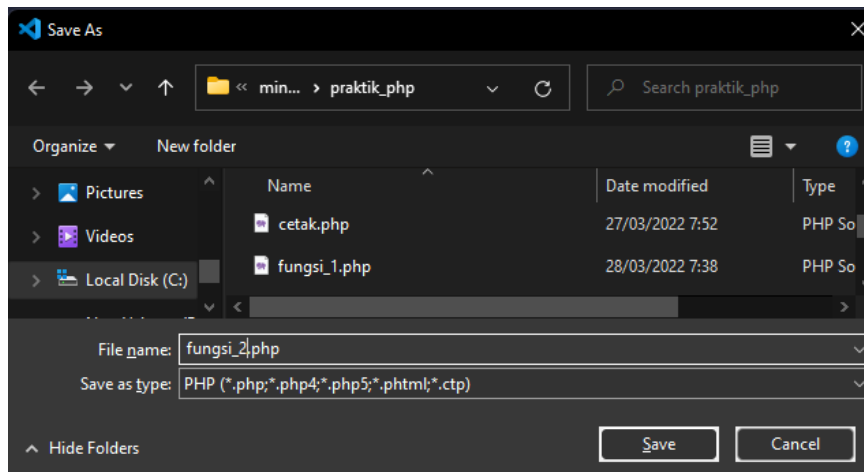 Save As
« min... › praktik_php
Search praktik_php
Organize
New folder
Name
Date modified
Type
Pictures
Videos
Local Disk (C:)
cetak.php
27/03/2022 7:52
PHP So
fungsi_1.php
28/03/2022 7:38
PHP So
File name: fungsi_2.php
Save as type: PHP (*.php;*.php4;*.php5;*.phtml;*.ctp)
Hide Folders
Save
Cancel